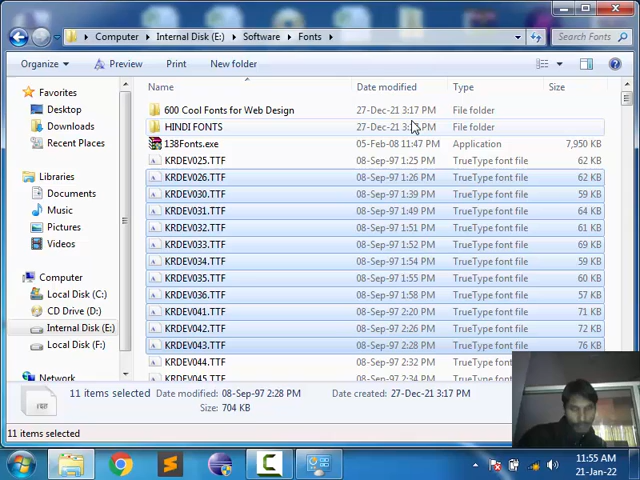 Computer ▸ Internal Disk (E:) ▸ Software ▸ Fonts ▸
Search Fonts
Organize Preview Print New folder
Name Date modified Type Size
Favorites
Desktop
Downloads
Recent Places
Libraries
Documents
Music
Pictures
Videos
Computer
Local Disk (C:)
CD Drive (D:)
Internal Disk (E:)
Local Disk (F:)
Network
600 Cool Fonts for Web Design 27-Dec-21 3:17 PM File folder
HINDI FONTS 27-Dec-21 PM File folder
138Fonts.exe 05-Feb-08 11:47 PM Application 7,950 KB
KRDEV025.TTF 08-Sep-97 1:25 PM TrueType font file 62 KB
KRDEV026.TTF 08-Sep-97 1:26 PM TrueType font file 62 KB
KRDEV030.TTF 08-Sep-97 1:39 PM TrueType font file 59 KB
KRDEV031.TTF 08-Sep-97 1:49 PM TrueType font file 64 KB
KRDEV032.TTF 08-Sep-97 1:51 PM TrueType font file 61 KB
KRDEV033.TTF 08-Sep-97 1:52 PM TrueType font file 62 KB
KRDEV034.TTF 08-Sep-97 1:54 PM TrueType font file 59 KB
KRDEV035.TTF 08-Sep-97 1:55 PM TrueType font file 60 KB
KRDEV036.TTF 08-Sep-97 1:58 PM TrueType font file 57 KB
KRDEV041.TTF 08-Sep-97 2:20 PM TrueType font file 71 KB
KRDEV042.TTF 08-Sep-97 2:26 PM TrueType font file 72 KB
KRDEV043.TTF 08-Sep-97 2:28 PM TrueType font file 76 KB
KRDEV044.TTF 08-Sep-97 2:32 PM TrueType font file
KRDEV045.TTF 08-Sep-97 2:34 PM TrueType font file
11 items selected Date modified: 08-Sep-97 2:28 PM Date created: 27-Dec-21 3:17 PM
Size: 704 KB
11 items selected
11:55 AM
21-Jan-22